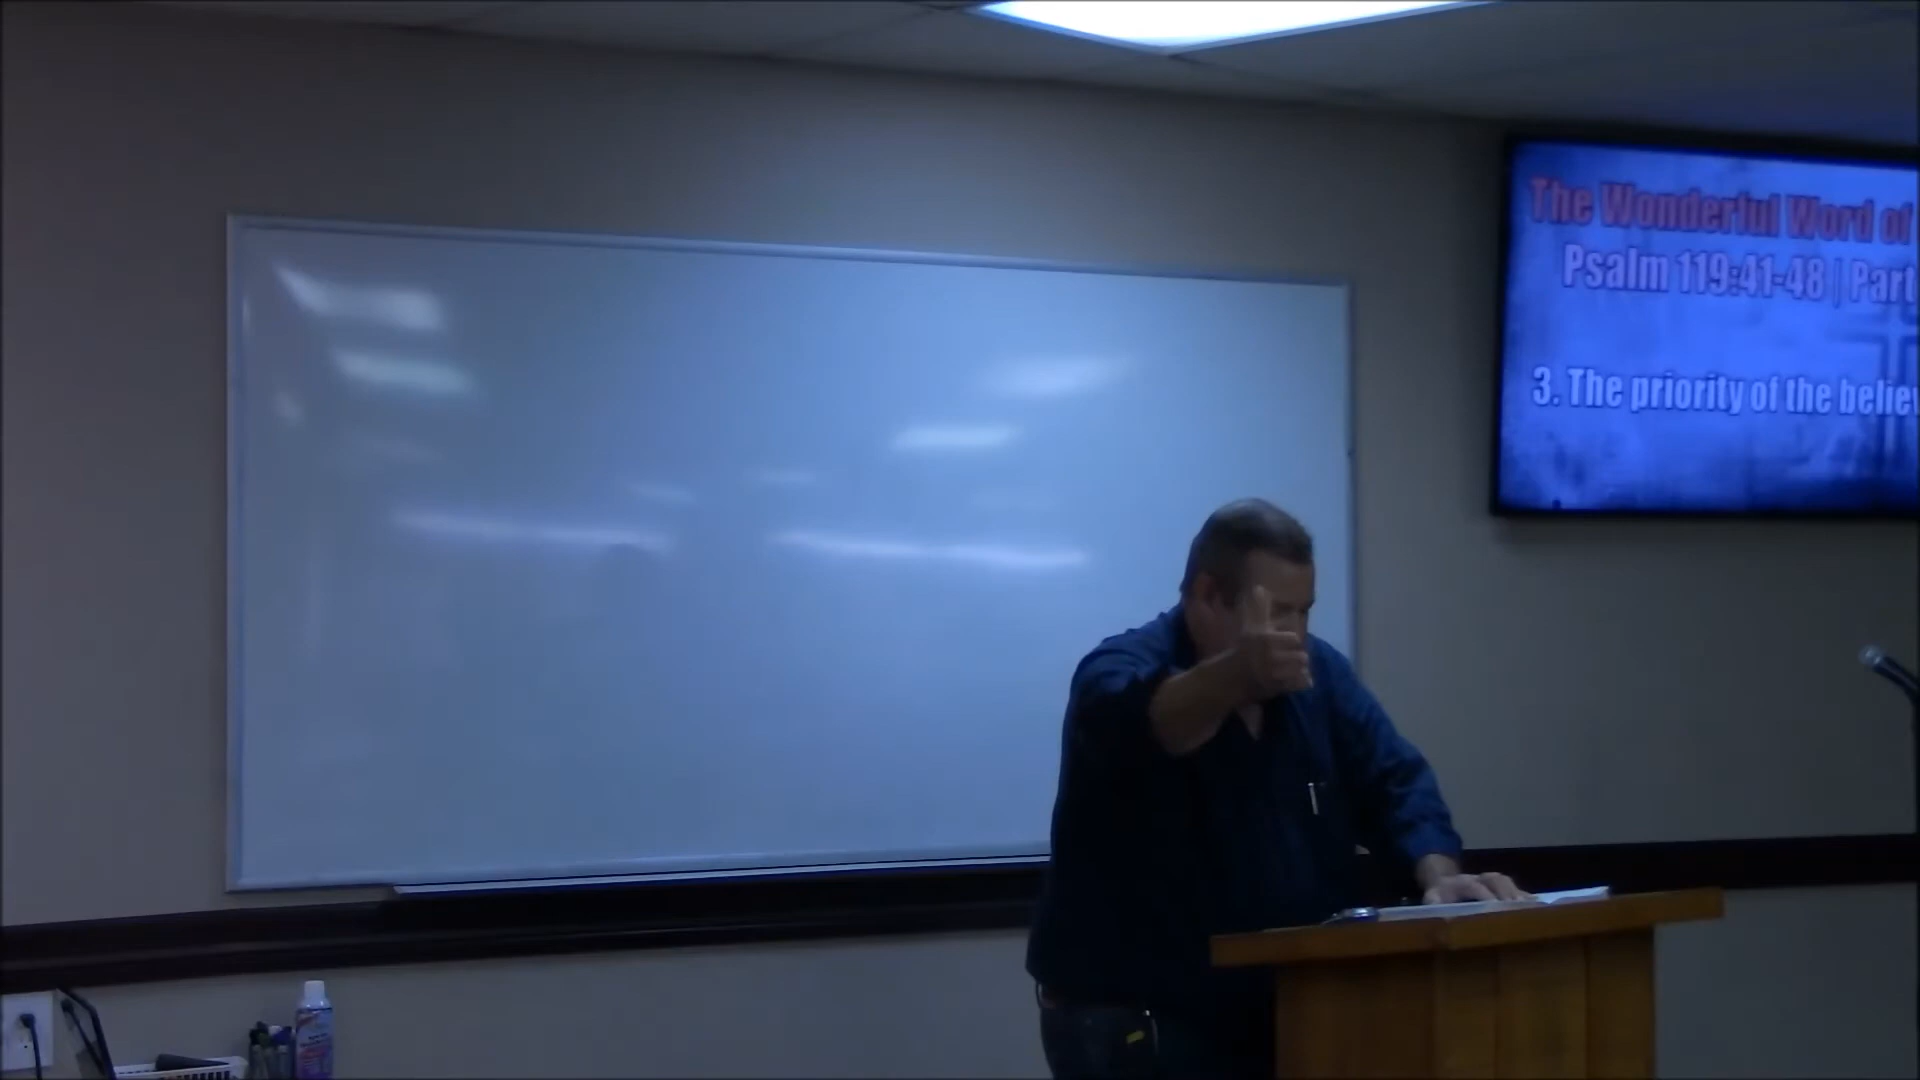 The Wonderful Word of
Psalm 119:41-48 | Part
3. The priority of the believ